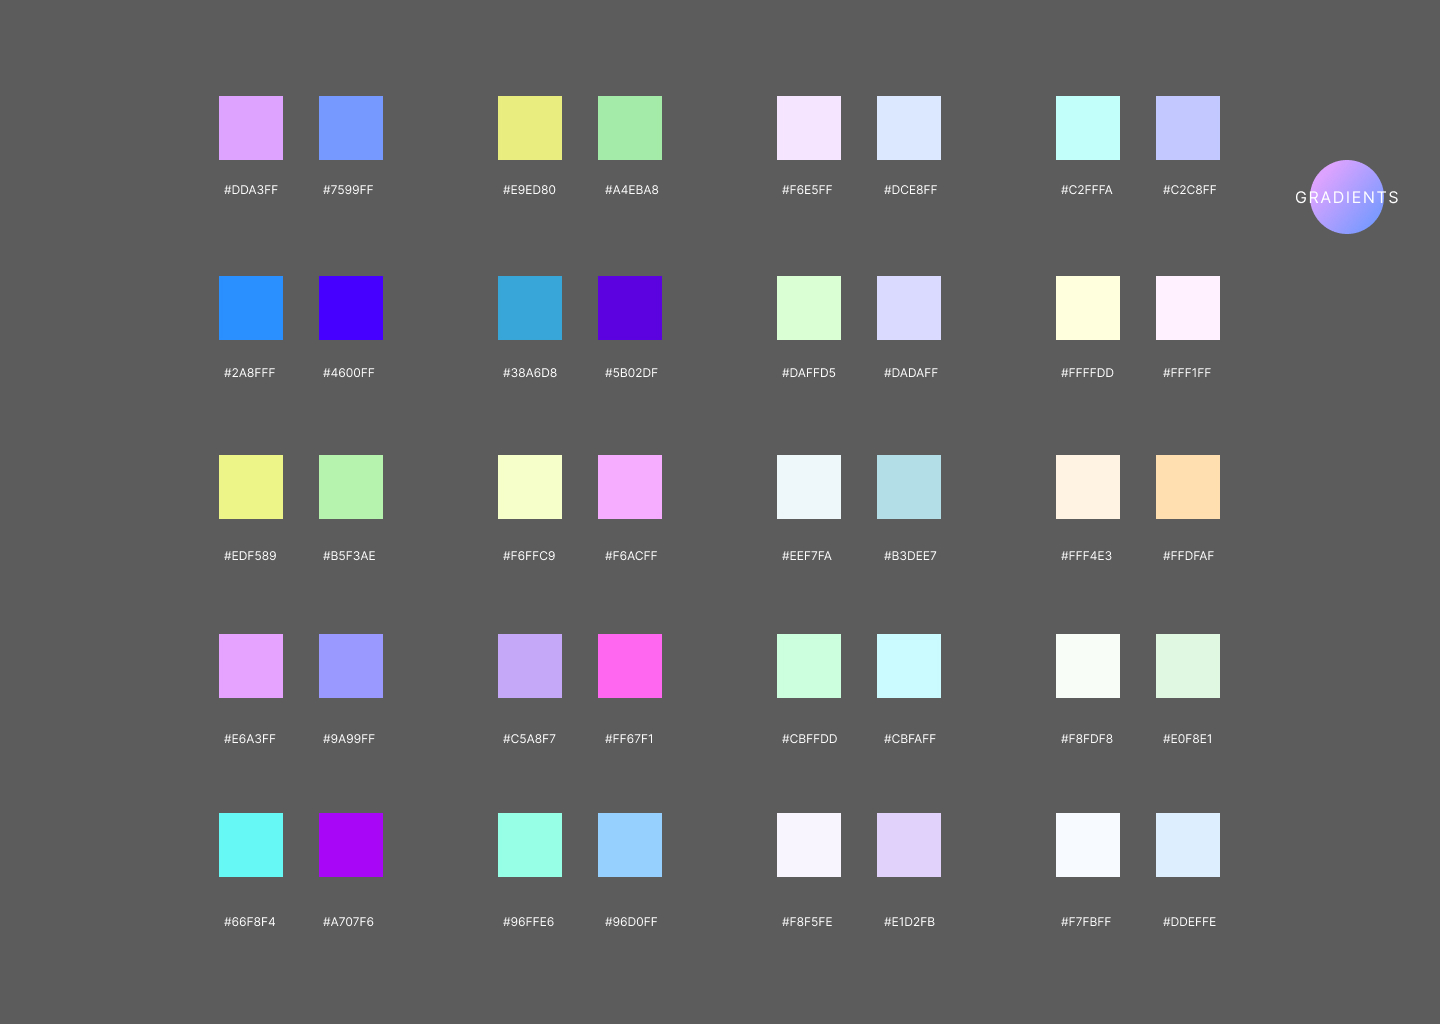 #DDA3FF #7599FF #E9ED80 #A4EBA8 #F6E5FF #DCE8FF #C2FFFA #C2C8FF
GRADIENTS
#2A8FFF #4600FF #38A6D8 #5B02DF #DAFFD5 #DADAFF #FFFFDD #FFF1FF
#EDF589 #B5F3AE #F6FFC9 #F6ACFF #EEF7FA #B3DEE7 #FFF4E3 #FFDFAF
#E6A3FF #9A99FF #C5A8F7 #FF67F1 #CBFFDD #CBFAFF #F8FDF8 #E0F8E1
#66F8F4 #A707F6 #96FFE6 #96D0FF #F8F5FE #E1D2FB #F7FBFF #DDEFFE